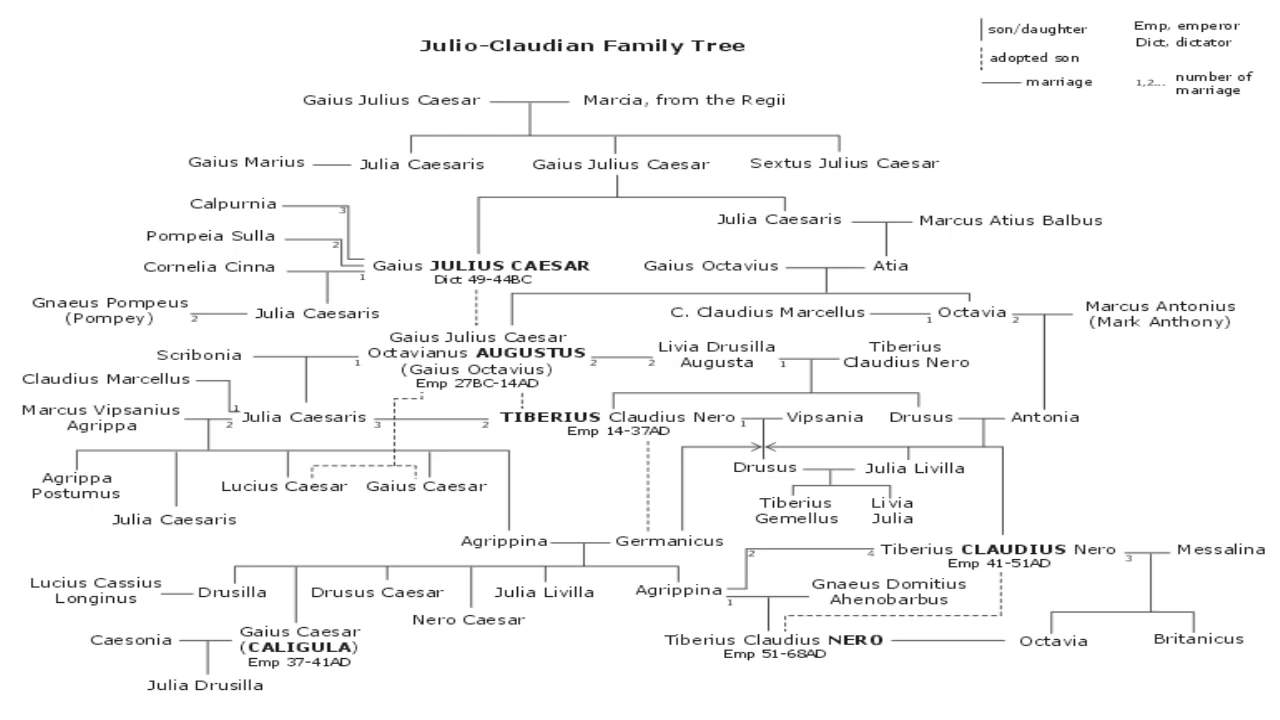 Julio-Claudian Family Tree
son/daughter
adopted son
marriage
Emp, emperor
Dict, dictator
1,2... number of
marriage
Gaius Julius Caesar
Marcia, from the Regii
Gaius Marius
Julia Caesaris
Gaius Julius Caesar
Sextus Julius Caesar
Calpurnia
3
Julia Caesaris
Marcus Atius Balbus
Pompeia Sulla
2
Cornelia Cinna
1
Gaius JULIUS CAESAR
Dict 49-44BC
Gaius Octavius
Atia
Gnaeus Pompeus
(Pompey)
2
Julia Caesaris
C. Claudius Marcellus
1
Octavia
2
Marcus Antonius
(Mark Anthony)
Scribonia
1
Gaius Julius Caesar
Octavianus AUGUSTUS
(Gaius Octavius)
Emp 27BC-14AD
2
2
Livia Drusilla
Augusta
1
Tiberius
Claudius Nero
Claudius Marcellus
1
Marcus Vipsanius
Agrippa
2
Julia Caesaris
3
2
TIBERIUS Claudius Nero
Emp 14-37AD
1
Vipsania
Drusus
Antonia
Agrippa
Postumus
Julia Caesaris
Lucius Caesar
Gaius Caesar
Drusus
Julia Livilla
Tiberius
Gemellus
Livia
Julia
Agrippina
Germanicus
2
4
Tiberius CLAUDIUS Nero
Emp 41-51AD
3
Messalina
Lucius Cassius
Longinus
Drusilla
Drusus Caesar
Nero Caesar
Julia Livilla
Agrippina
1
Gnaeus Domitius
Ahenobarbus
Caesonia
Gaius Caesar
(CALIGULA)
Emp 37-41AD
Tiberius Claudius NERO
Emp 51-68AD
Octavia
Britanicus
Julia Drusilla